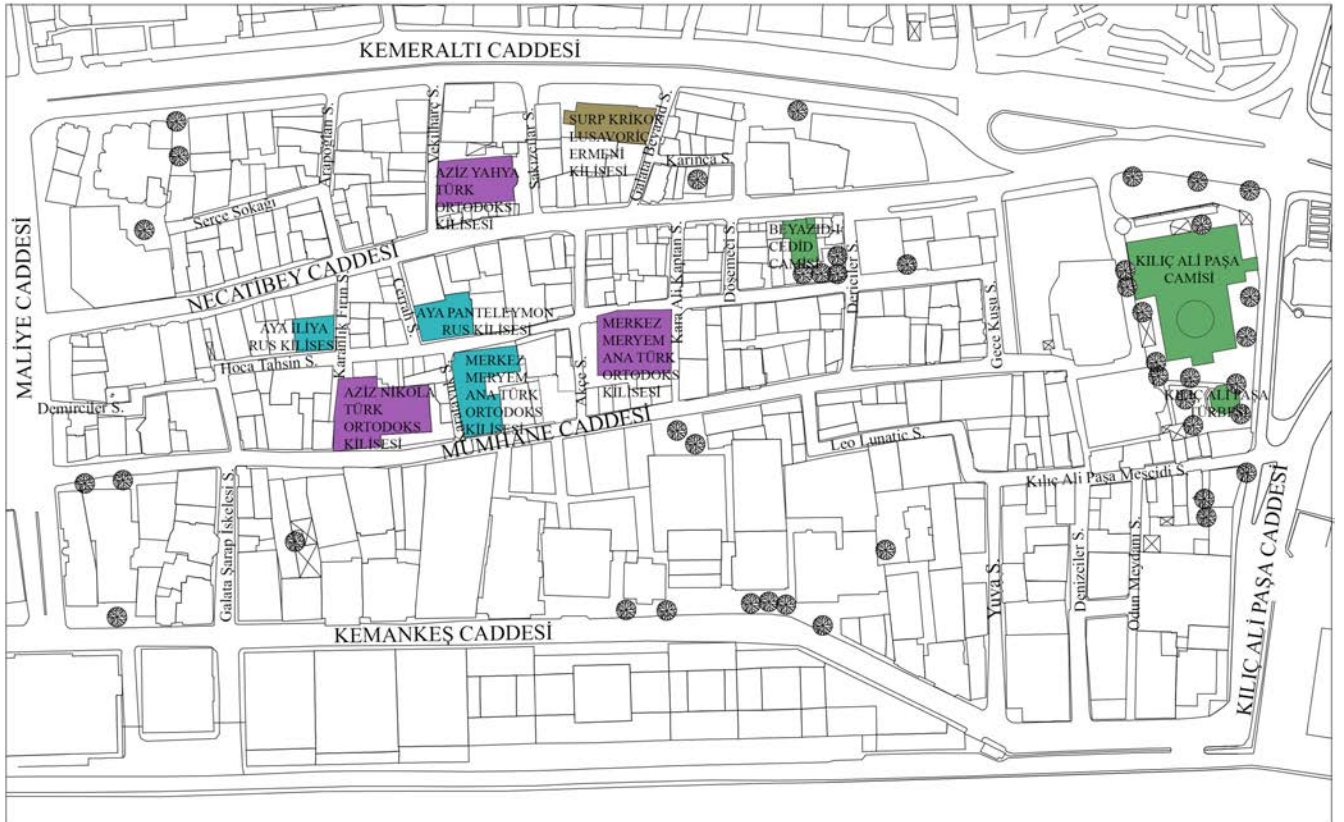 KEMERALTI CADDESİ
Arapoğlan S.
Vekilharç S.
Sakızcılar S.
SURP KRİKOR
LUSAVORİÇ
ERMENİ
KİLİSESİ
Galata Beyazıd S.
Karınca S.
AZİZ YAHYA
TÜRK
ORTODOKS
KİLİSESİ
Serçe Sokağı
NECATİBEY CADDESİ
MALİYE CADDESİ
BEYAZID-I
CEDİD
CAMİSİ
Kara Ali Kaptan S.
Dösemeci S.
Dericiler S.
Gece Kuşu S.
KILIÇ ALİ PAŞA
CAMİSİ
KILIÇ ALİ PAŞA
TÜRBESİ
AYA İLİYA
RUS KİLİSESİ
Karanlık Fırın S.
Cerrah S.
AYA PANTELEYMON
RUS KİLİSESİ
Hoca Tahsin S.
Demirciler S.
AZİZ NİKOLA
TÜRK
ORTODOKS
KİLİSESİ
MERKEZ
MERYEM
ANA TÜRK
ORTODOKS
KİLİSESİ
Akçe S.
MERKEZ
MERYEM
ANA TÜRK
ORTODOKS
KİLİSESİ
MUMHANE CADDESİ
Leo Lunatic S.
Kılıç Ali Paşa Mescidi S.
Galata Şarap İskelesi S.
Yuva S.
Denizciler S.
Odun Meydanı S.
KILIÇ ALİ PAŞA CADDESİ
KEMANKEŞ CADDESİ